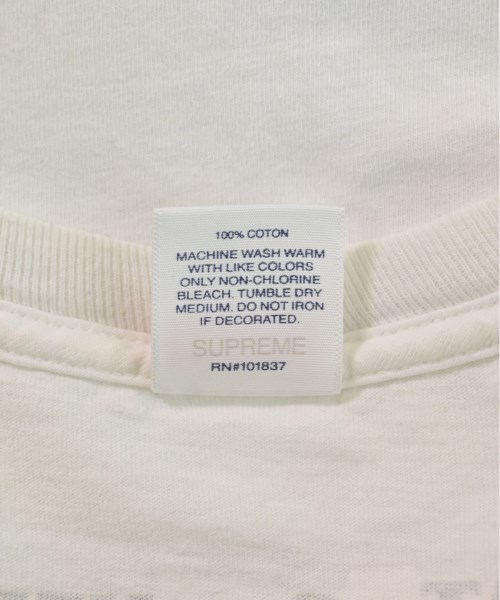 100% COTON
MACHINE WASH WARM
WITH LIKE COLORS
ONLY NON-CHLORINE
BLEACH. TUMBLE DRY
MEDIUM. DO NOT IRON
IF DECORATED.
SUPREME
RN#101837